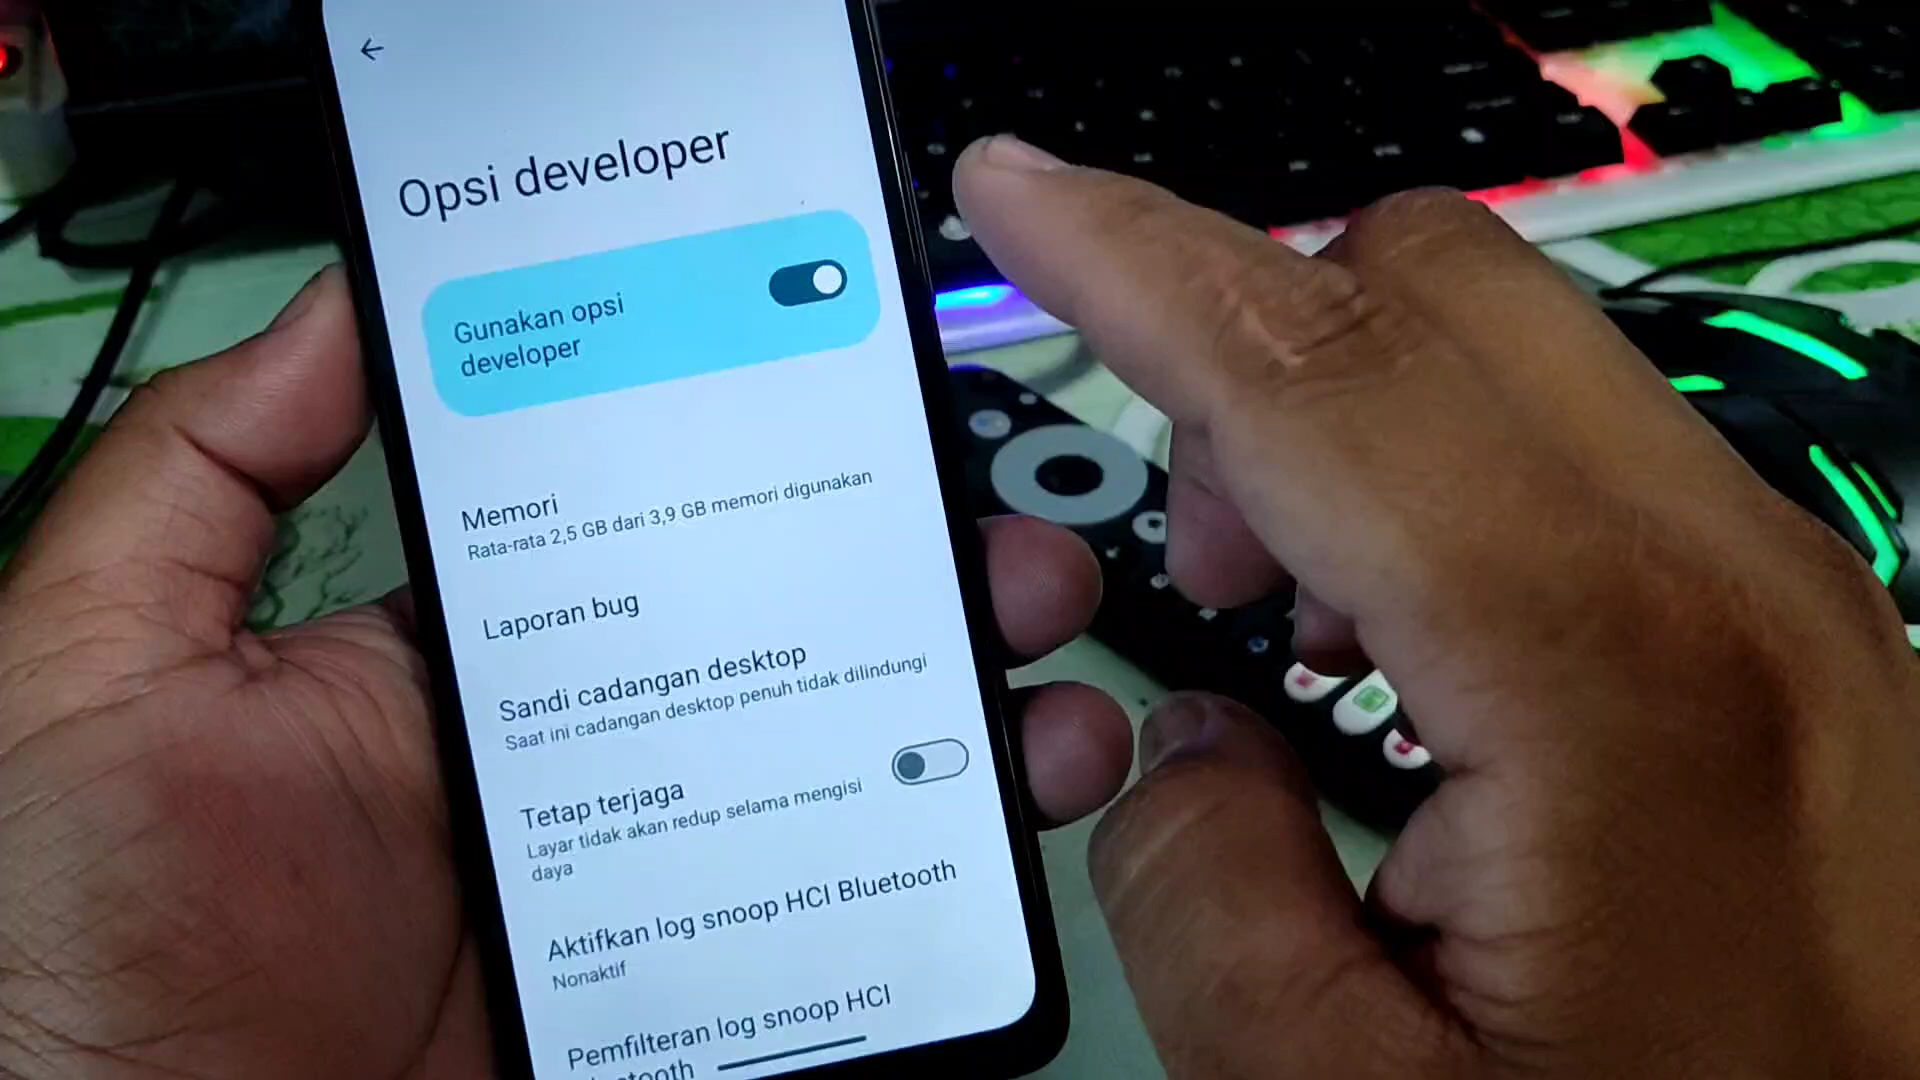 Opsi developer
Gunakan opsi
developer
Memori
Rata-rata 2,5 GB dari 3,9 GB memori digunakan
Laporan bug
Sandi cadangan desktop
Saat ini cadangan desktop penuh tidak dilindungi
Tetap terjaga
Layar tidak akan redup selama mengisi
daya
Aktifkan log snoop HCI Bluetooth
Nonaktif
Pemfilteran log snoop HCI